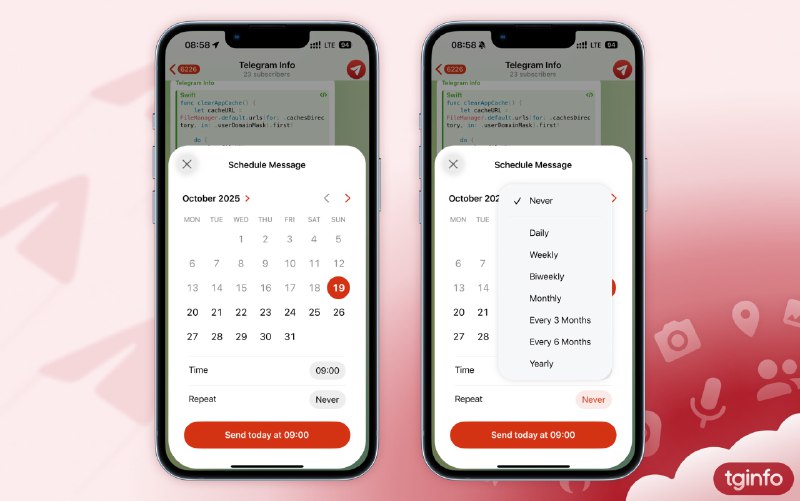 08:58
LTE 94
6226
Telegram Info
23 subscribers
Telegram Info
Swift
func clearAppCache() {
let cacheURL =
FileManager.default.urls(for: .cachesDirec
tory, in: .userDomainMask).first!
do {
Schedule Message
October 2025
MON TUE WED THU FRI SAT SUN
1 2 3 4 5
6 7 8 9 10 11 12
13 14 15 16 17 18 19
20 21 22 23 24 25 26
27 28 29 30 31
Time 09:00
Repeat Never
Send today at 09:00
08:58
LTE 94
6226
Telegram Info
23 subscribers
Telegram Info
Swift
func clearAppCache() {
let cacheURL =
FileManager.default.urls(for: .cachesDirec
tory, in: .userDomainMask).first!
do {
Schedule Message
October 202
MON TUE
6 7
13 14
20 21
27 28
Never
Daily
Weekly
Biweekly
Monthly
Every 3 Months
Every 6 Months
Yearly
Time
Repeat Never
Send today at 09:00
tginfo